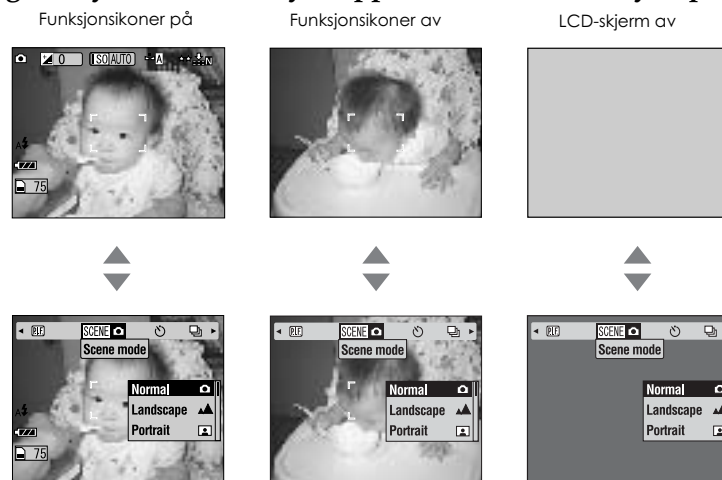 Funksjonsikoner på
Funksjonsikoner av
LCD-skjerm av
0 ISO AUTO A N
A
75
P.I.F. SCENE
Scene mode
Normal
Landscape
Portrait
A
75
P.I.F. SCENE
Scene mode
Normal
Landscape
Portrait
P.I.F. SCENE
Scene mode
Normal
Landscape
Portrait